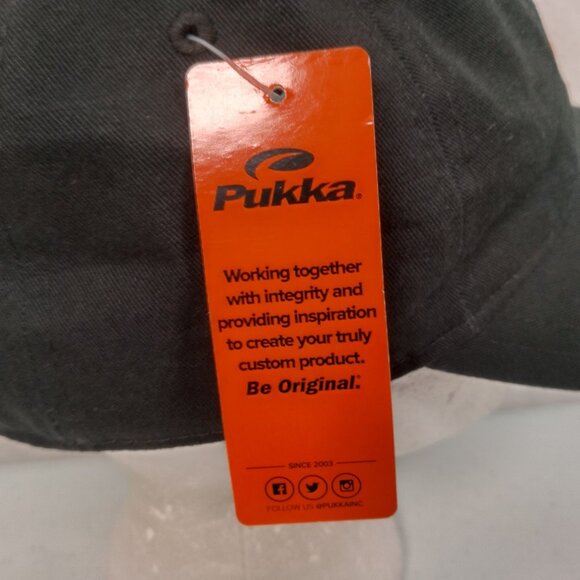 Pukka®
Working together
with integrity and
providing inspiration
to create your truly
custom product.
Be Original.®
SINCE 2003
FOLLOW US @PUKKAINC